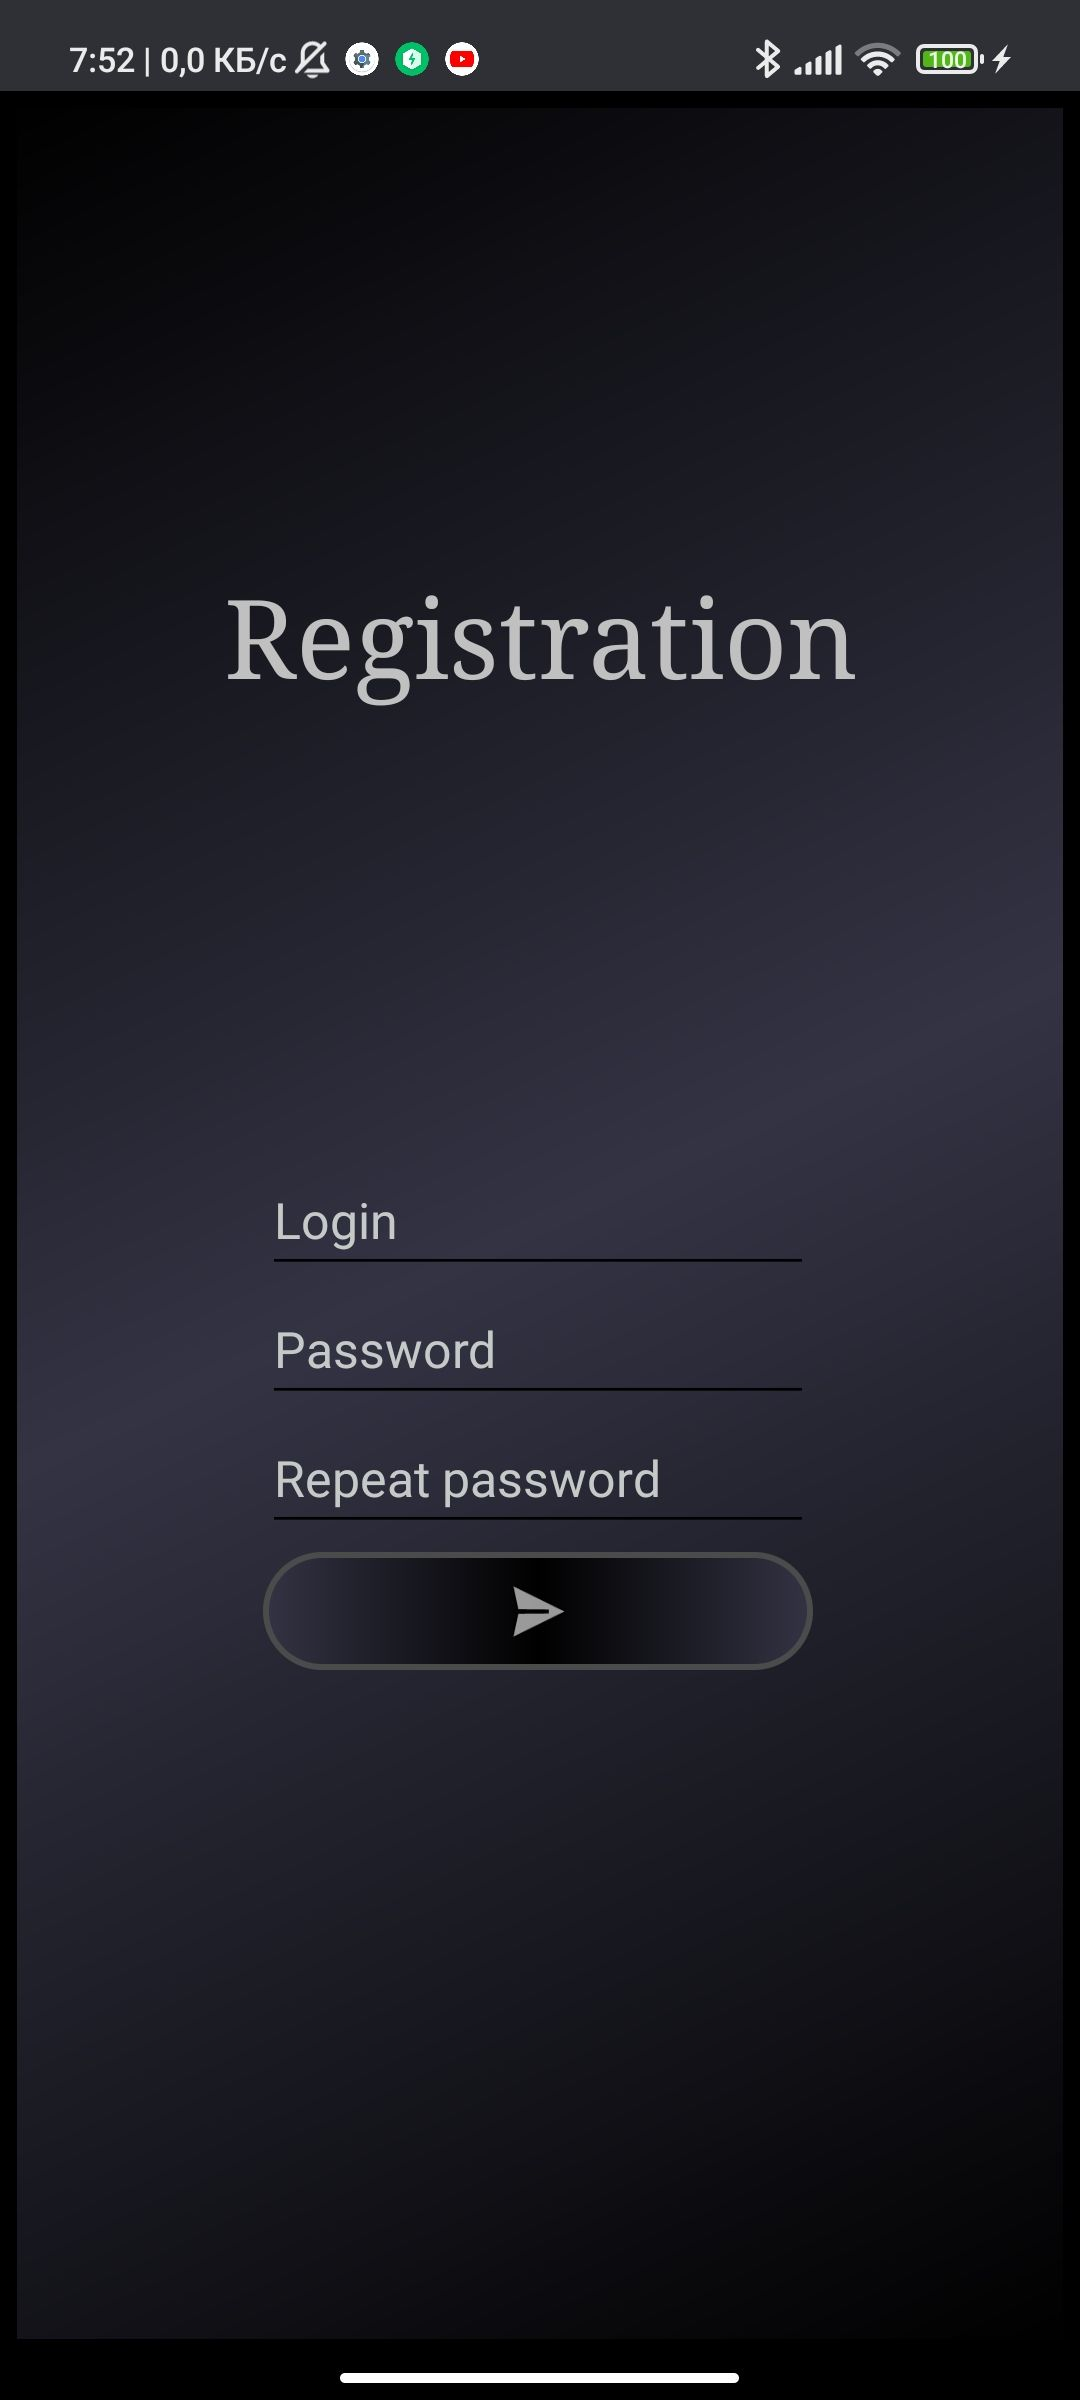 7:52 | 0,0 КБ/с 100
Registration
Login
Password
Repeat password